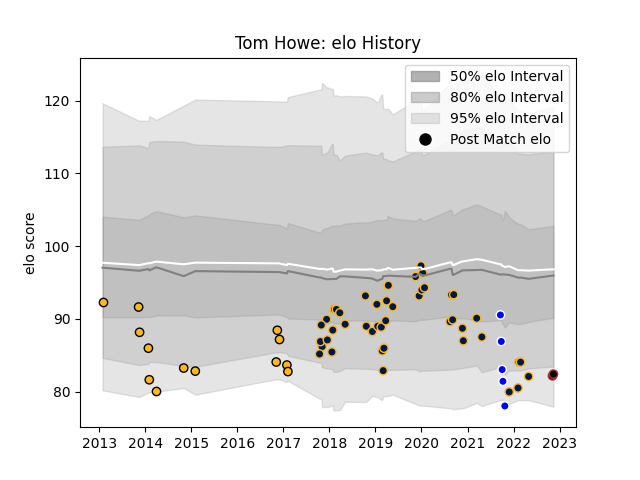 Tom Howe: elo History
50% elo Interval
80% elo Interval
95% elo Interval
Post Match elo
elo score
120
110
100
90
80
2013 2014 2015 2016 2017 2018 2019 2020 2021 2022 2023